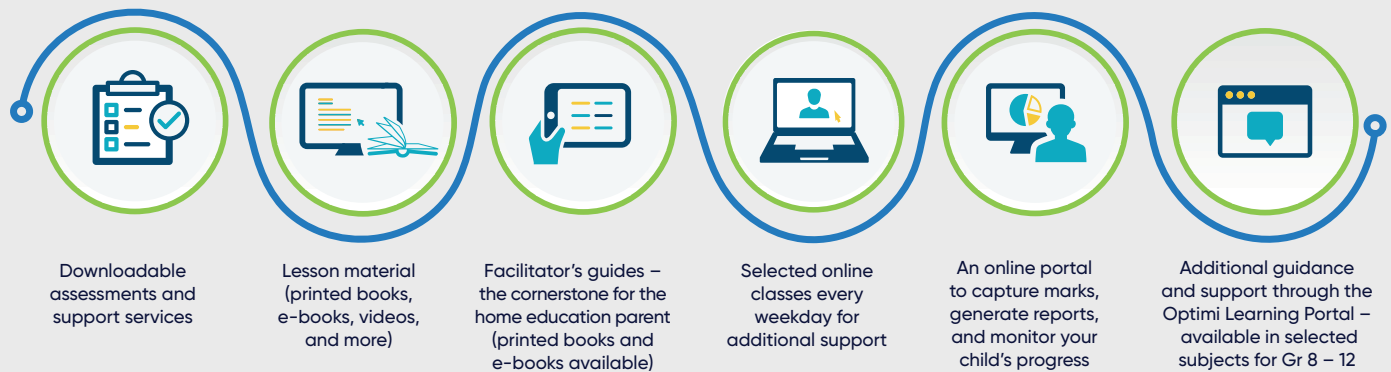 Downloadable
assessments and
support services
Lesson material
(printed books,
e-books, videos,
and more)
Facilitator's guides –
the cornerstone for the
home education parent
(printed books and
e-books available)
Selected online
classes every
weekday for
additional support
An online portal
to capture marks,
generate reports,
and monitor your
child's progress
Additional guidance
and support through the
Optimi Learning Portal –
available in selected
subjects for Gr 8 – 12